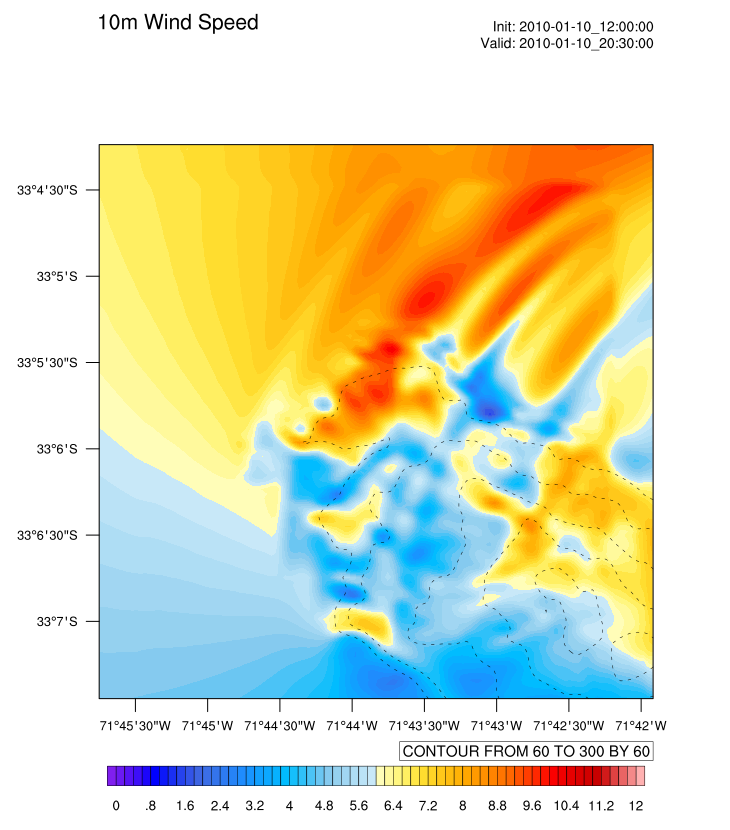 10m Wind Speed
Init: 2010-01-10_12:00:00
Valid: 2010-01-10_20:30:00
33°4'30"S
33°5'S
33°5'30"S
33°6'S
33°6'30"S
33°7'S
71°45'30"W 71°45'W 71°44'30"W 71°44'W 71°43'30"W 71°43'W 71°42'30"W 71°42'W
CONTOUR FROM 60 TO 300 BY 60
0 .8 1.6 2.4 3.2 4 4.8 5.6 6.4 7.2 8 8.8 9.6 10.4 11.2 12